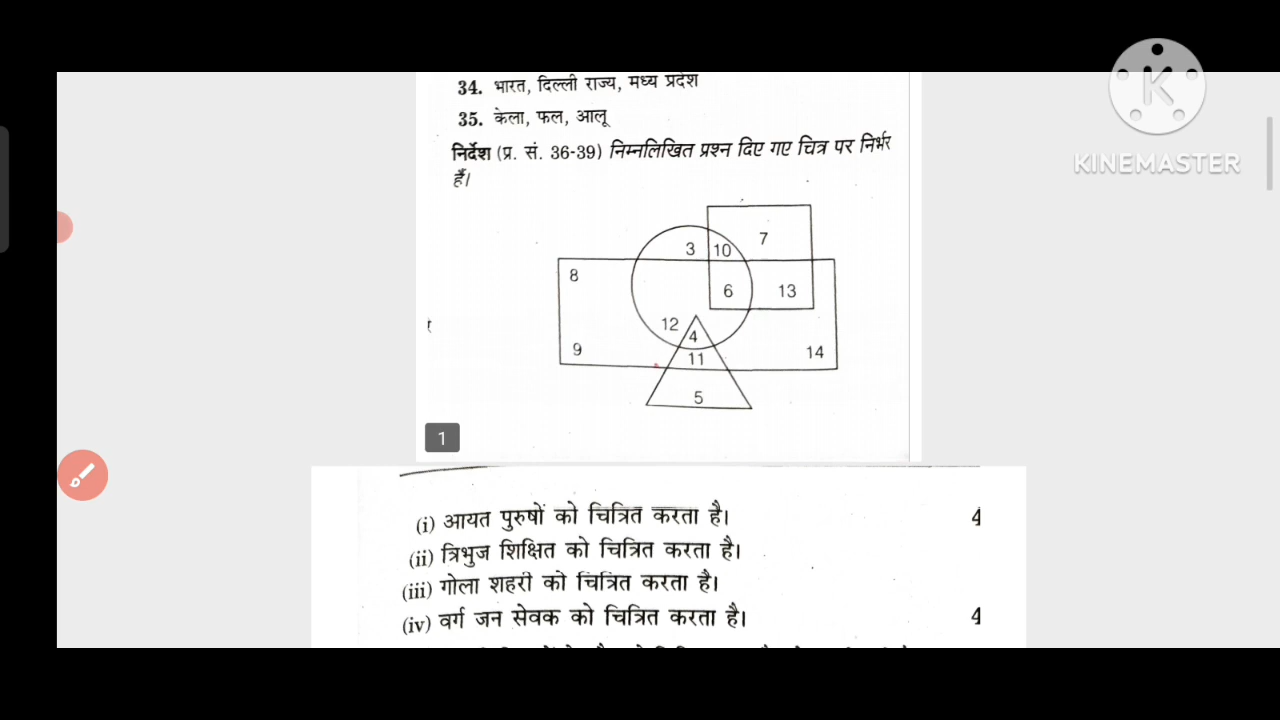 34. भारत, दिल्ली राज्य, मध्य प्रदेश
35. केला, फल, आलू
निर्देश (प्र. सं. 36-39) निम्नलिखित प्रश्न दिए गए चित्र पर निर्भर
हैं।
7
3 10
8
6 13
12
4
9 11 14
5
1
(i) आयत पुरुषों को चित्रित करता है।
4
(ii) त्रिभुज शिक्षित को चित्रित करता है।
(iii) गोला शहरी को चित्रित करता है।
(iv) वर्ग जन सेवक को चित्रित करता है।
4
K
KINEMASTER